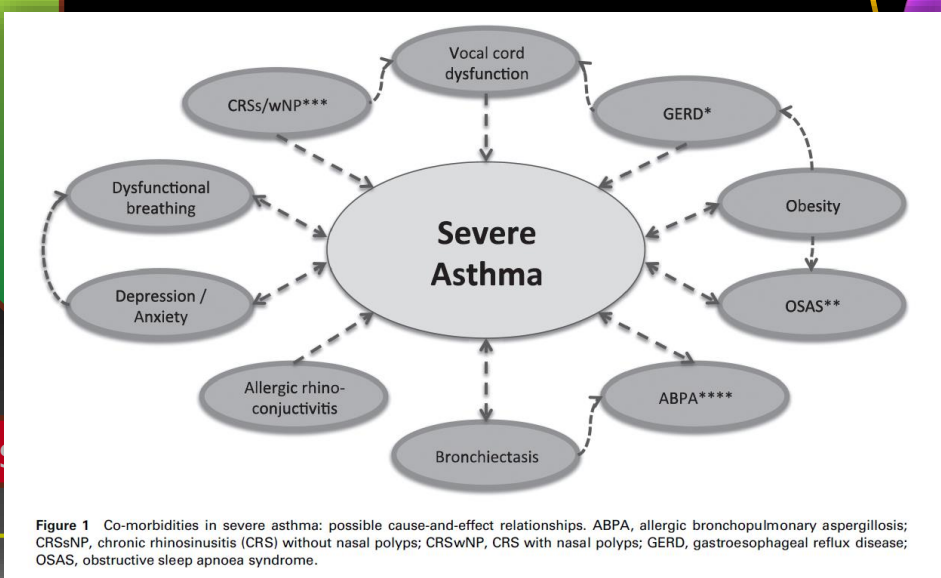 Vocal cord
dysfunction
CRSs/wNP***
GERD*
Dysfunctional
breathing
Obesity
Severe
Asthma
Depression /
Anxiety
OSAS**
Allergic rhino-
conjuctivitis
ABPA****
Bronchiectasis
Figure 1 Co-morbidities in severe asthma: possible cause-and-effect relationships. ABPA, allergic bronchopulmonary aspergillosis;
CRSsNP, chronic rhinosinusitis (CRS) without nasal polyps; CRSwNP, CRS with nasal polyps; GERD, gastroesophageal reflux disease;
OSAS, obstructive sleep apnoea syndrome.